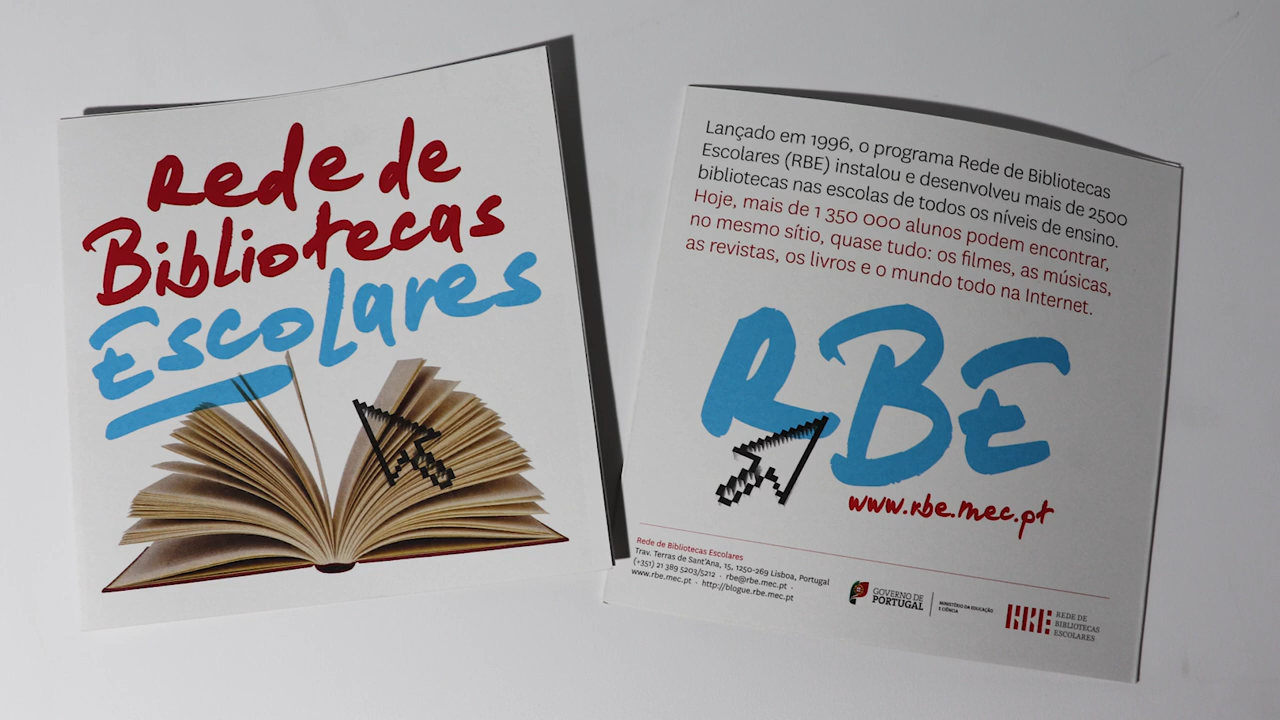 Rede de
Bibliotecas
Escolares
Lançado em 1996, o programa Rede de Bibliotecas
Escolares (RBE) instalou e desenvolveu mais de 2500
bibliotecas nas escolas de todos os níveis de ensino.
Hoje, mais de 1 350 000 alunos podem encontrar,
no mesmo sítio, quase tudo: os filmes, as músicas,
as revistas, os livros e o mundo todo na Internet.
RBE
www.rbe.mec.pt
Rede de Bibliotecas Escolares
Trav. Terras de Sant'Ana, 15, 1250-269 Lisboa, Portugal
(+351) 21 389 5203/5212 · rbe@rbe.mec.pt ·
www.rbe.mec.pt · http://blogue.rbe.mec.pt
GOVERNO DE
PORTUGAL
MINISTÉRIO DA EDUCAÇÃO
E CIÊNCIA
RBE
REDE DE
BIBLIOTECAS
ESCOLARES